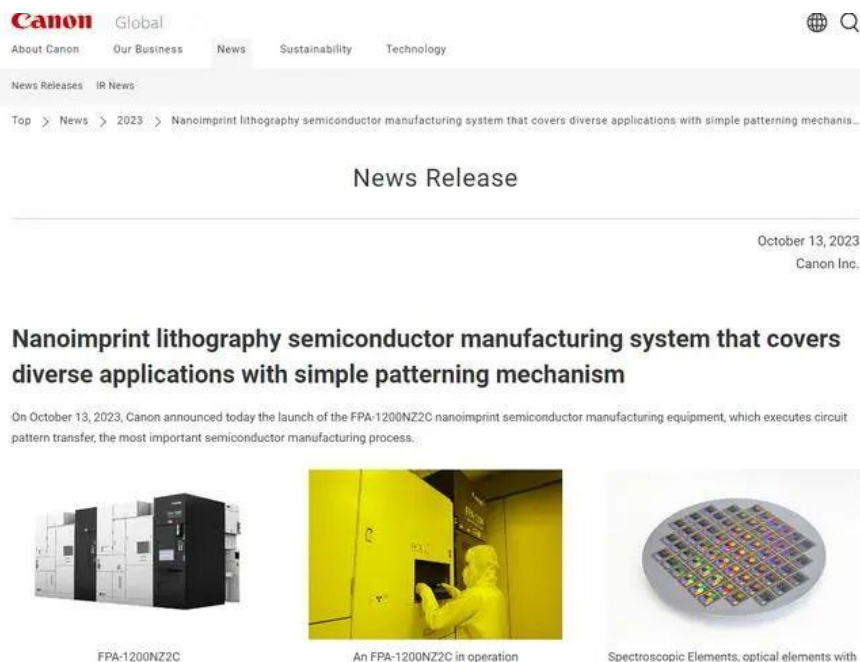 Canon Global
About Canon Our Business News Sustainability Technology
News Releases IR News
Top > News > 2023 > Nanoimprint lithography semiconductor manufacturing system that covers diverse applications with simple patterning mechanis...
News Release
October 13, 2023
Canon Inc.
Nanoimprint lithography semiconductor manufacturing system that covers
diverse applications with simple patterning mechanism
On October 13, 2023, Canon announced today the launch of the FPA-1200NZ2C nanoimprint semiconductor manufacturing equipment, which executes circuit
pattern transfer, the most important semiconductor manufacturing process.
FPA-1200NZ2C
An FPA-1200NZ2C in operation
Spectroscopic Elements, optical elements with